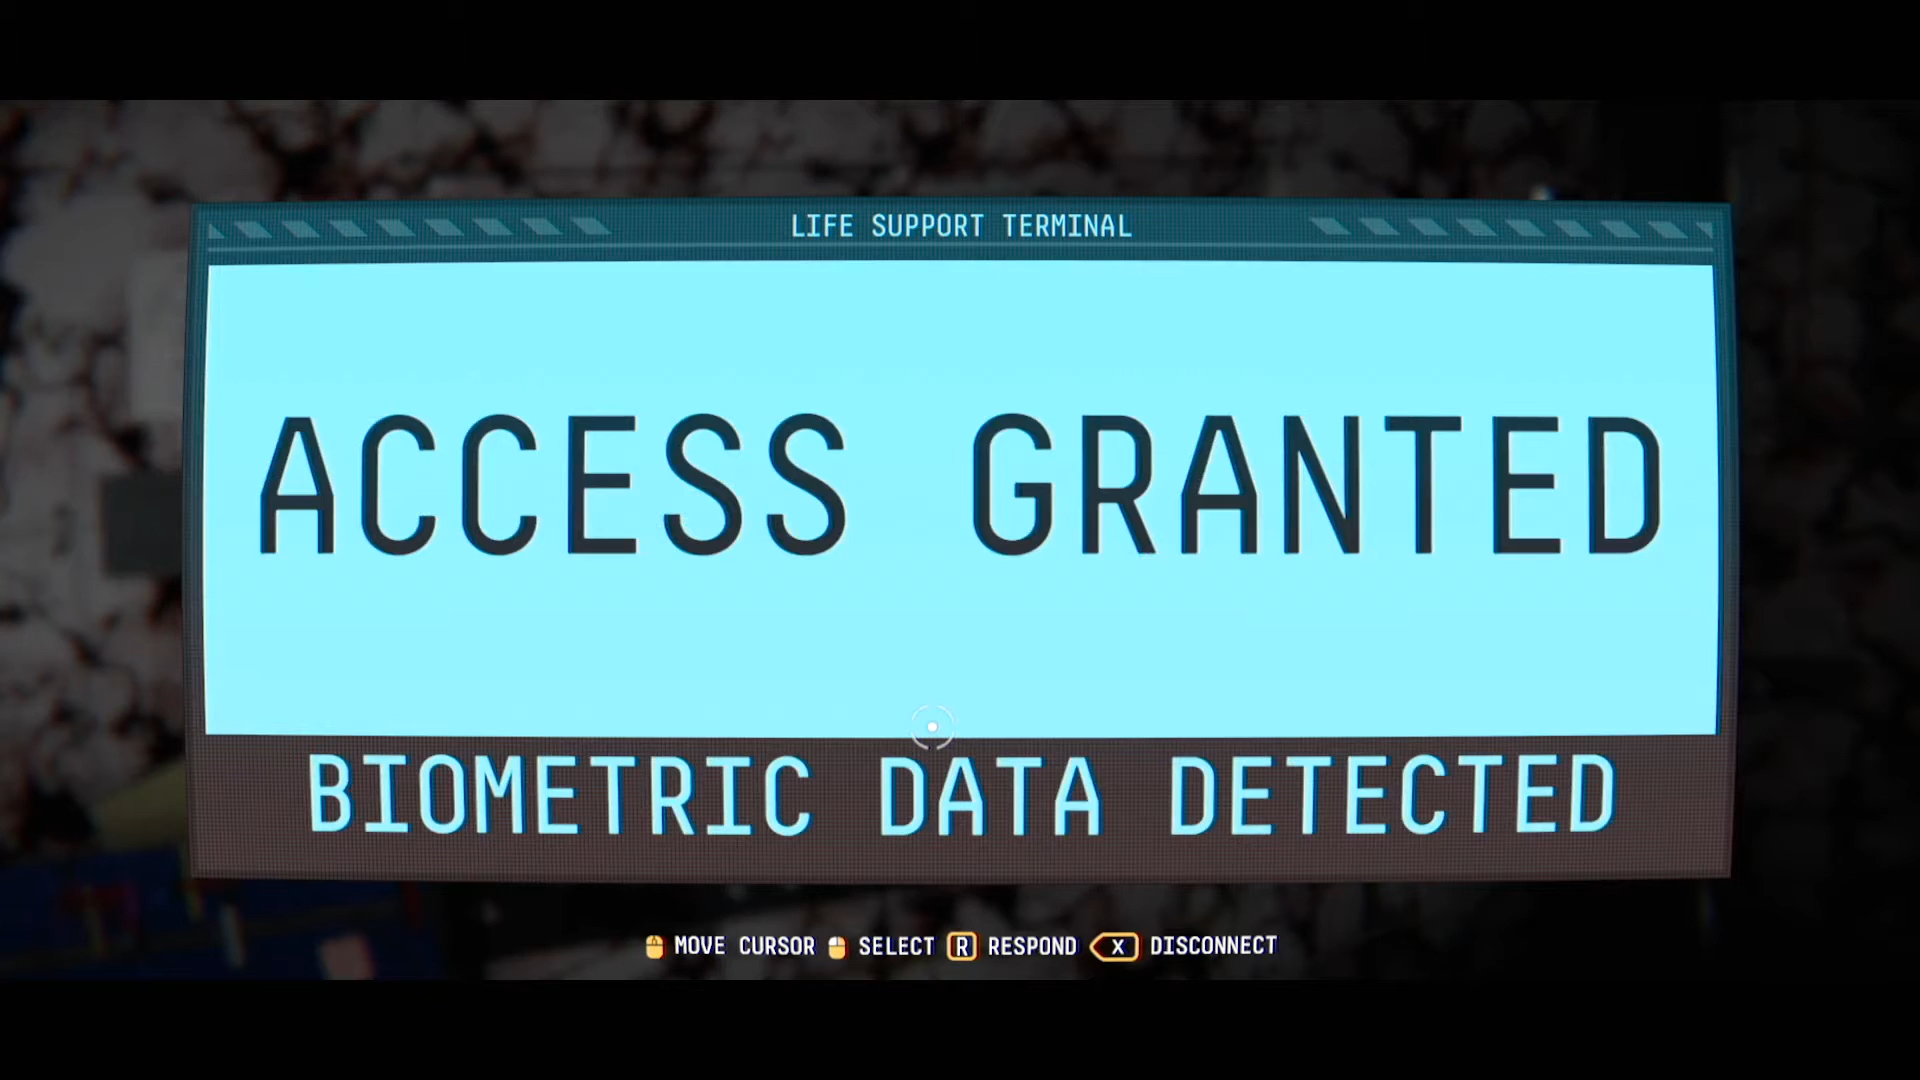 LIFE SUPPORT TERMINAL
ACCESS GRANTED
BIOMETRIC DATA DETECTED
MOVE CURSOR SELECT R RESPOND X DISCONNECT